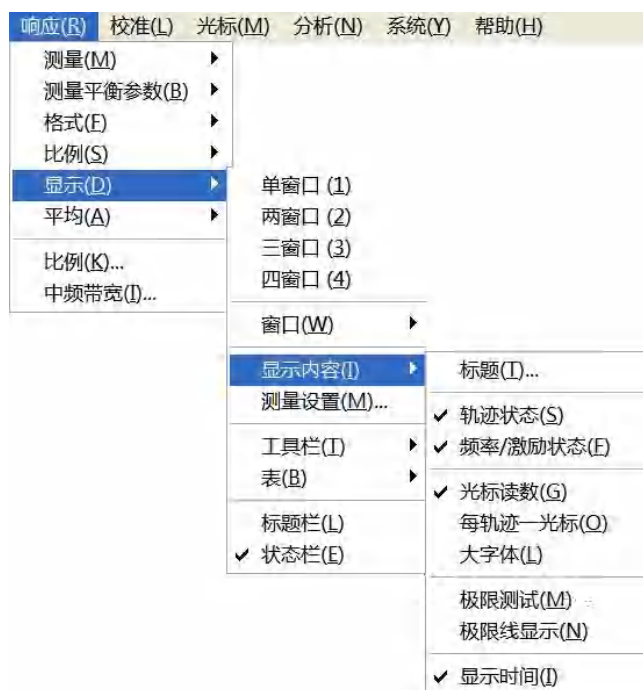 响应(R) 校准(L) 光标(M) 分析(N) 系统(Y) 帮助(H)
测量(M)
测量平衡参数(B)
格式(F)
比例(S)
显示(D)
平均(A)
比例(K)...
中频带宽(I)...
单窗口 (1)
两窗口 (2)
三窗口 (3)
四窗口 (4)
窗口(W)
显示内容(I)
测量设置(M)...
工具栏(T)
表(B)
标题栏(L)
状态栏(E)
标题(T)...
轨迹状态(S)
频率/激励状态(F)
光标读数(G)
每轨迹一光标(O)
大字体(L)
极限测试(M)
极限线显示(N)
显示时间(I)